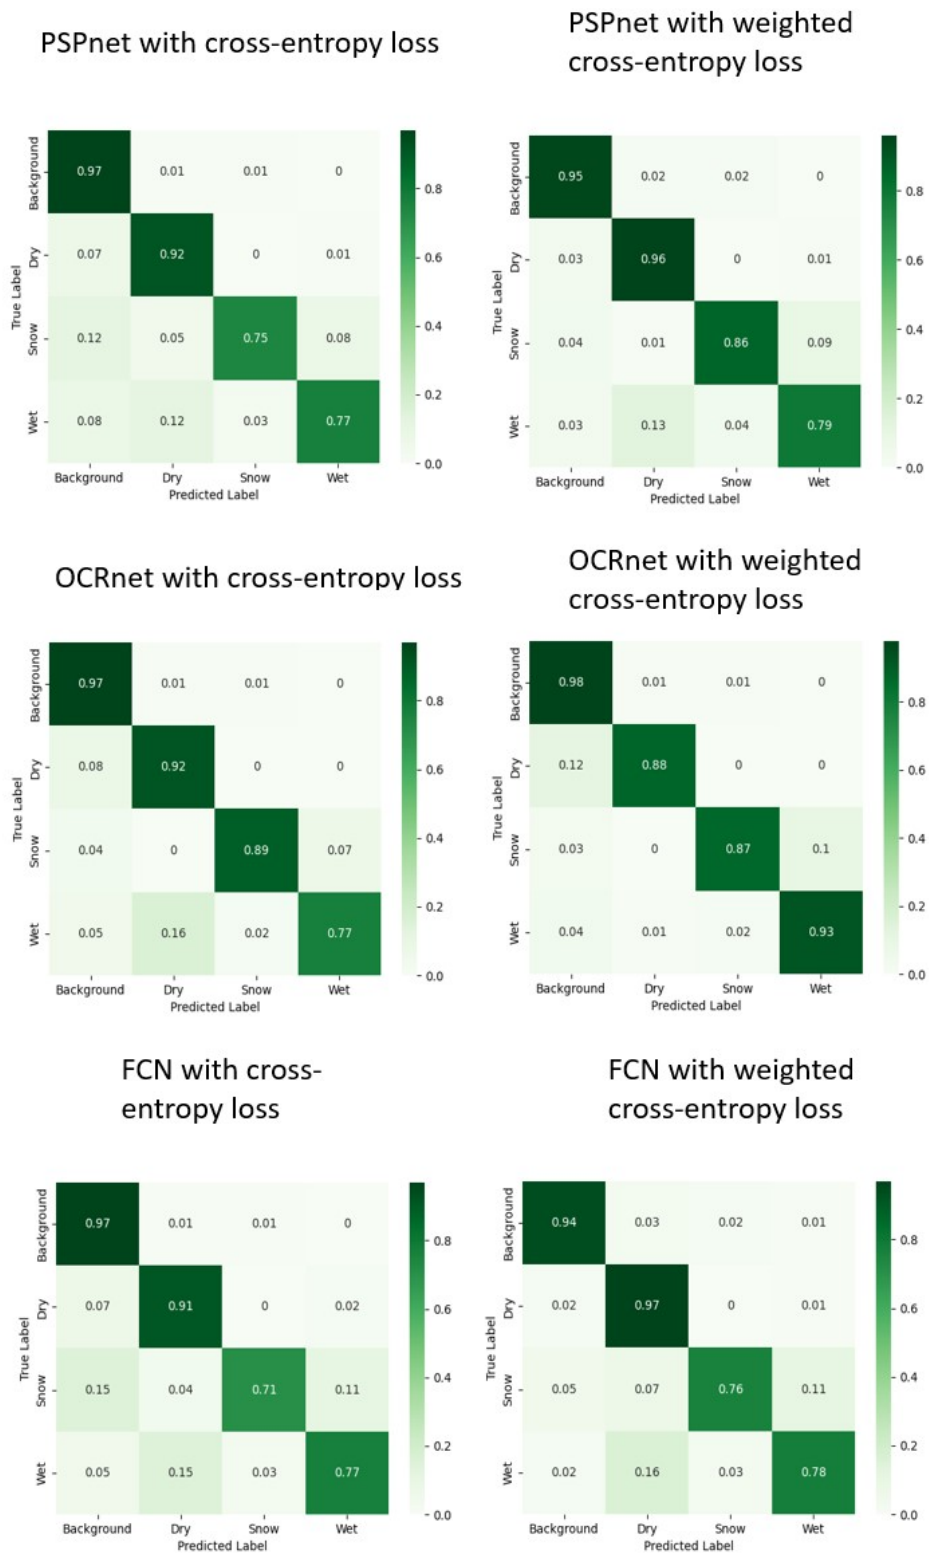 PSPnet with cross-entropy loss
PSPnet with weighted
cross-entropy loss
True Label
Background 0.97 0.01 0.01 0
Dry 0.07 0.92 0 0.01
Snow 0.12 0.05 0.75 0.08
Wet 0.08 0.12 0.03 0.77
Background Dry Snow Wet
Predicted Label
0.8
0.6
0.4
0.2
0.0
True Label
Background 0.95 0.02 0.02 0
Dry 0.03 0.96 0 0.01
Snow 0.04 0.01 0.86 0.09
Wet 0.03 0.13 0.04 0.79
Background Dry Snow Wet
Predicted Label
0.8
0.6
0.4
0.2
0.0
OCRnet with cross-entropy loss
OCRnet with weighted
cross-entropy loss
True Label
Background 0.97 0.01 0.01 0
Dry 0.08 0.92 0 0
Snow 0.04 0 0.89 0.07
Wet 0.05 0.16 0.02 0.77
Background Dry Snow Wet
Predicted Label
0.8
0.6
0.4
0.2
0.0
True Label
Background 0.98 0.01 0.01 0
Dry 0.12 0.88 0 0
Snow 0.03 0 0.87 0.1
Wet 0.04 0.01 0.02 0.93
Background Dry Snow Wet
Predicted Label
0.8
0.6
0.4
0.2
0.0
FCN with cross-
entropy loss
FCN with weighted
cross-entropy loss
True Label
Background 0.97 0.01 0.01 0
Dry 0.07 0.91 0 0.02
Snow 0.15 0.04 0.71 0.11
Wet 0.05 0.15 0.03 0.77
Background Dry Snow Wet
Predicted Label
0.8
0.6
0.4
0.2
0.0
True Label
Background 0.94 0.03 0.02 0.01
Dry 0.02 0.97 0 0.01
Snow 0.05 0.07 0.76 0.11
Wet 0.02 0.16 0.03 0.78
Background Dry Snow Wet
Predicted Label
0.8
0.6
0.4
0.2
0.0